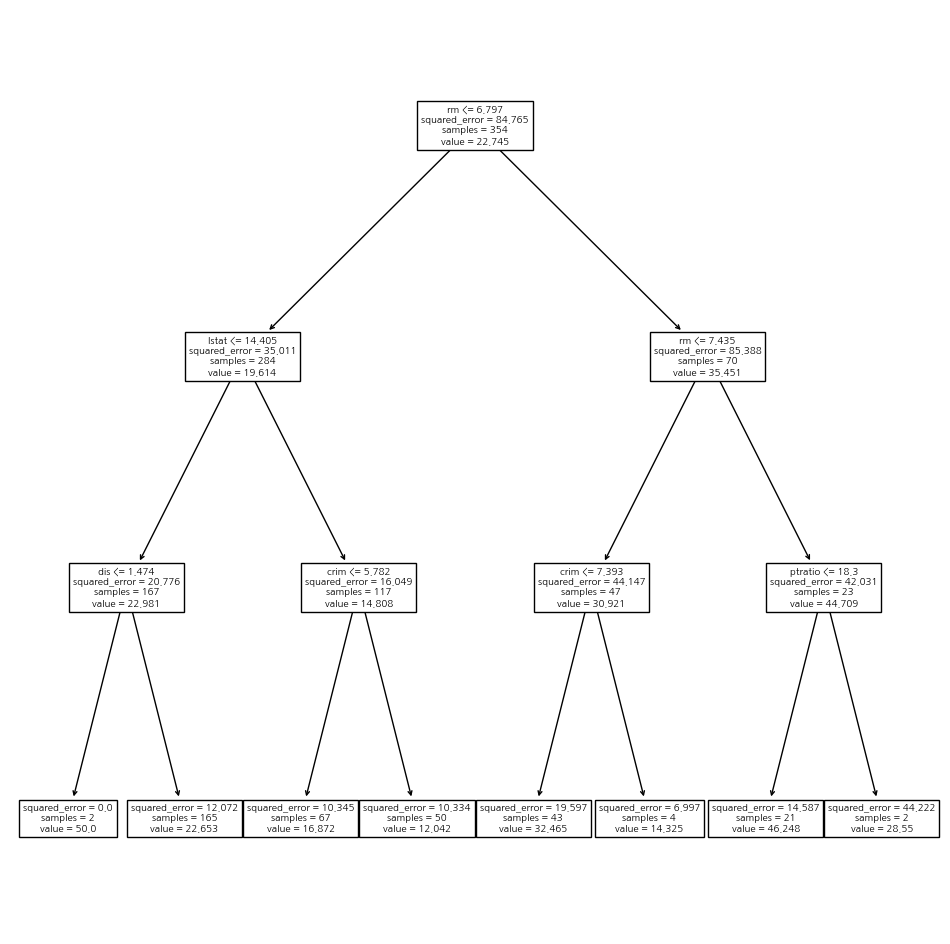 rm <= 6.797
squared_error = 84.765
samples = 354
value = 22.745
lstat <= 14.405
squared_error = 35.011
samples = 284
value = 19.614
rm <= 7.435
squared_error = 85.388
samples = 70
value = 35.451
dis <= 1.474
squared_error = 20.776
samples = 167
value = 22.981
crim <= 5.782
squared_error = 16.049
samples = 117
value = 14.808
crim <= 7.393
squared_error = 44.147
samples = 47
value = 30.921
ptratio <= 18.3
squared_error = 42.031
samples = 23
value = 44.709
squared_error = 0.0
samples = 2
value = 50.0
squared_error = 12.072
samples = 165
value = 22.653
squared_error = 10.345
samples = 67
value = 16.872
squared_error = 10.334
samples = 50
value = 12.042
squared_error = 19.597
samples = 43
value = 32.465
squared_error = 6.997
samples = 4
value = 14.325
squared_error = 14.587
samples = 21
value = 46.248
squared_error = 44.222
samples = 2
value = 28.55